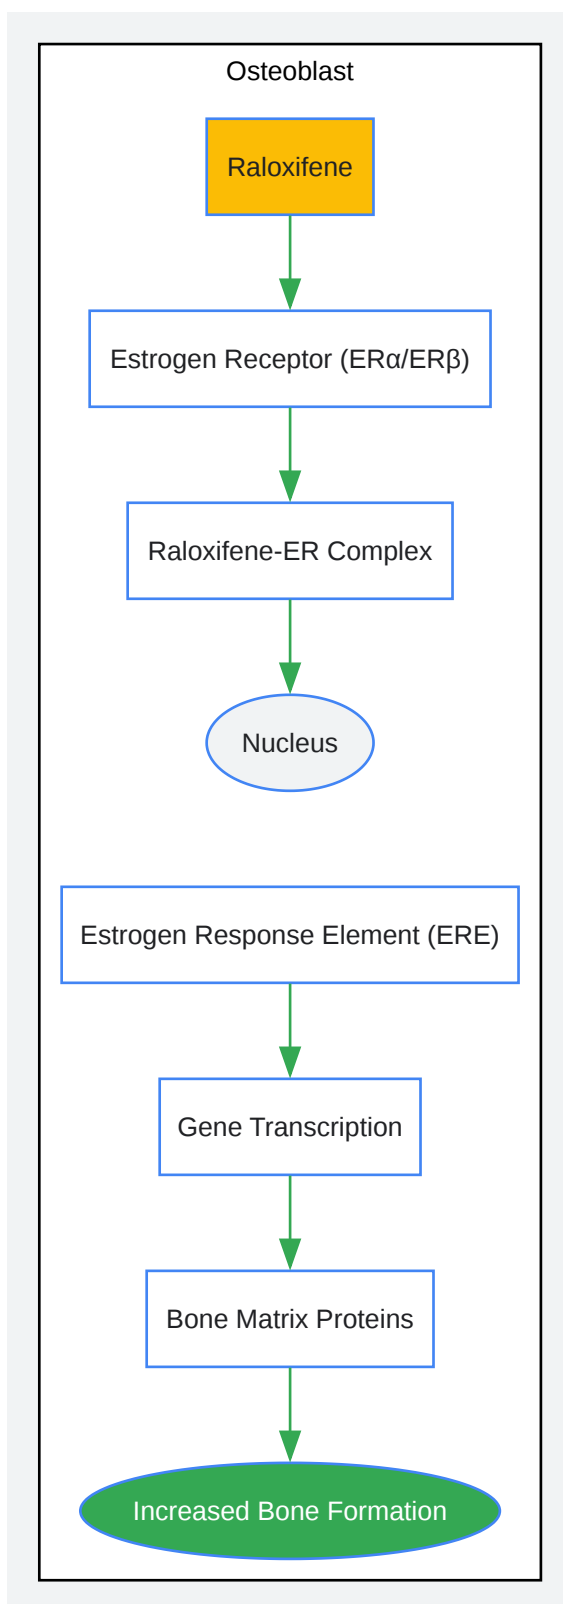 Osteoblast
Raloxifene
Estrogen Receptor (ERα/ERβ)
Raloxifene-ER Complex
Nucleus
Estrogen Response Element (ERE)
Gene Transcription
Bone Matrix Proteins
Increased Bone Formation